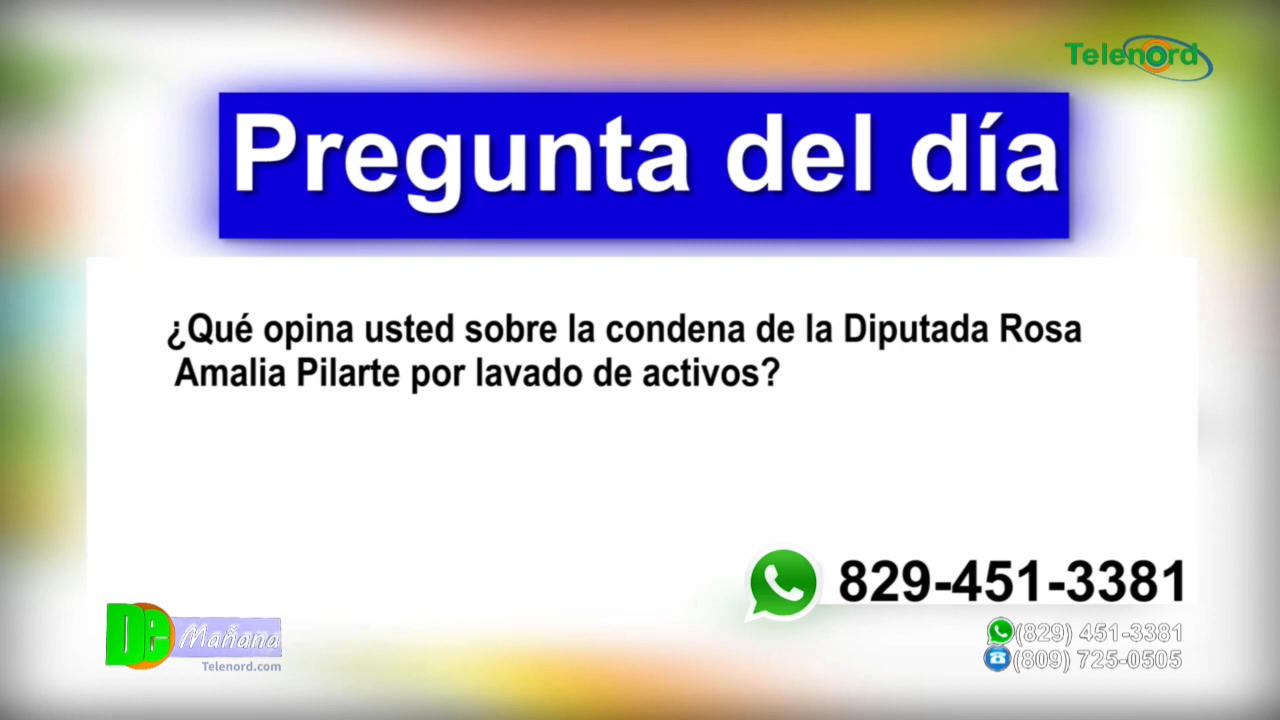 Telenord
Pregunta del día
¿Qué opina usted sobre la condena de la Diputada Rosa
Amalia Pilarte por lavado de activos?
829-451-3381
De Mañana
Telenord.com
(829) 451-3381
(809) 725-0505